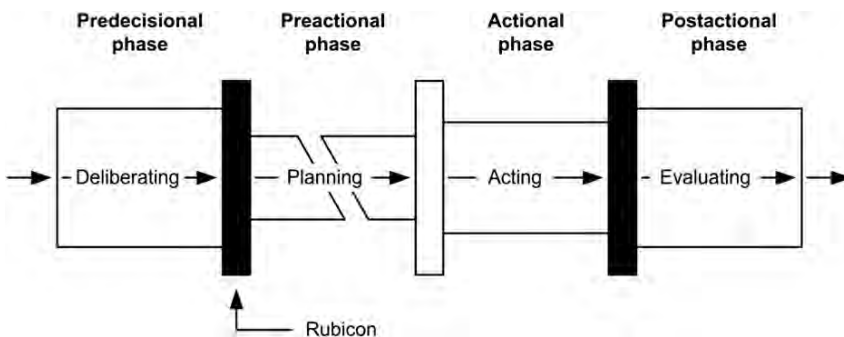 Predecisional phase
Preactional phase
Actional phase
Postactional phase
Deliberating
Planning
Acting
Evaluating
Rubicon